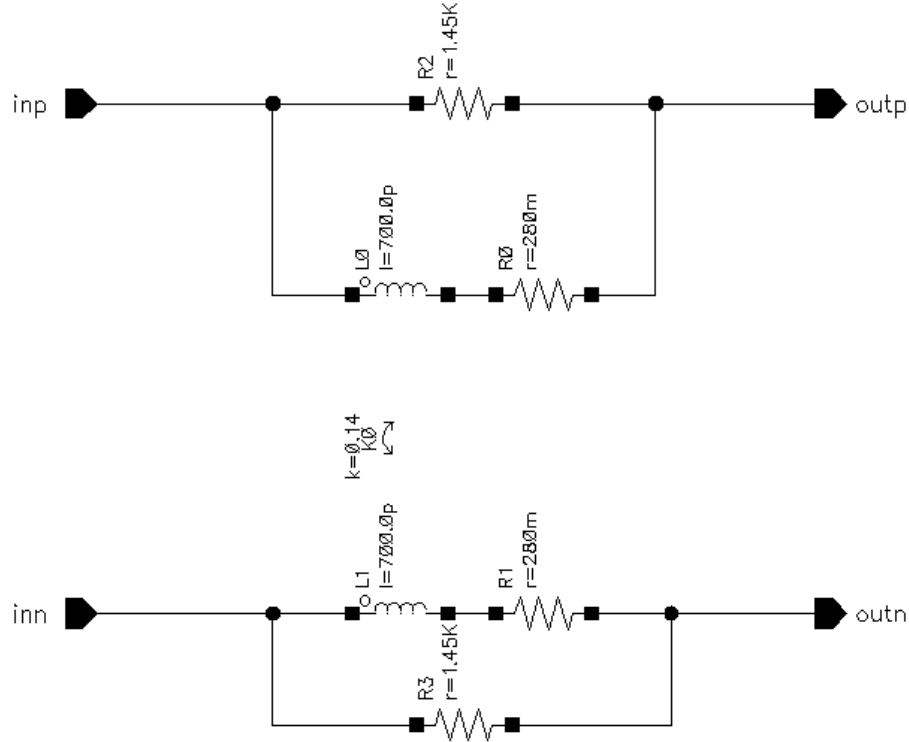 R2
r=1.45K
inp
outp
L0
l=700.0p
R0
r=280m
k=0.14
K0
L1
l=700.0p
R1
r=280m
inn
outn
R3
r=1.45K